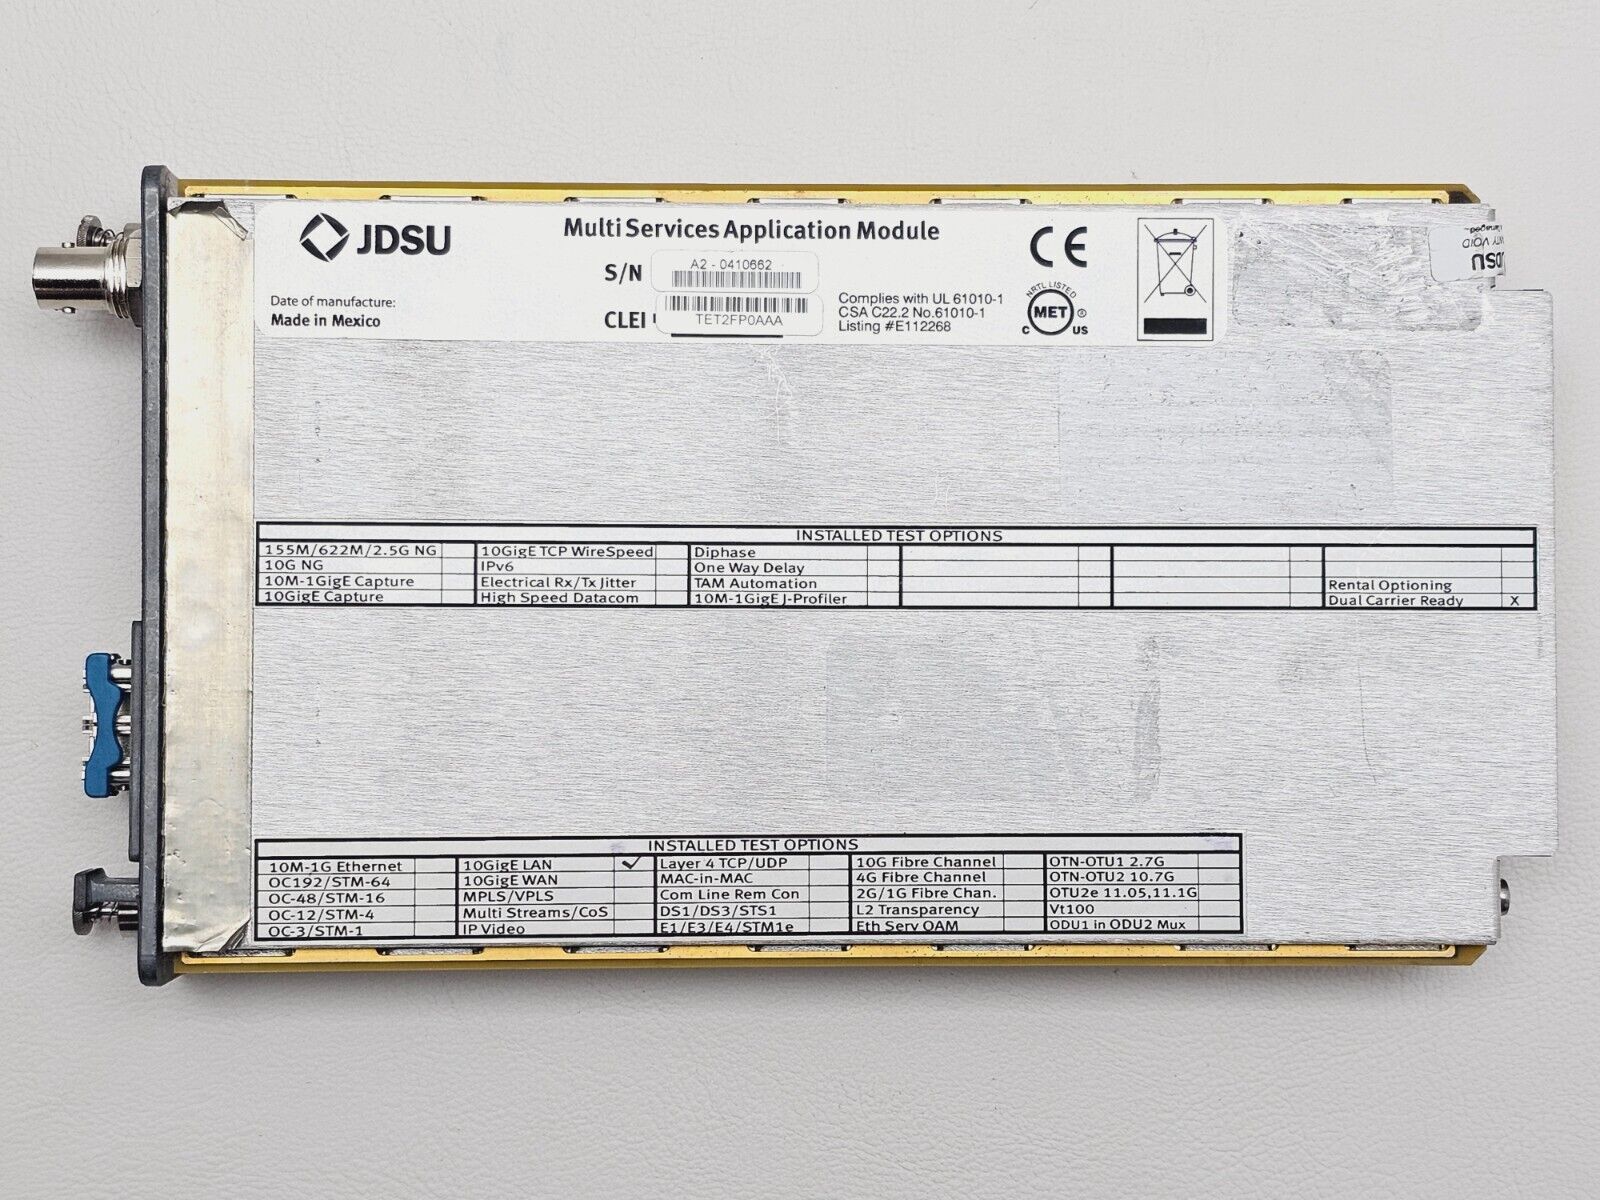 JDSU
Multi Services Application Module
S/N
A2 - 0410662
Date of manufacture:
Made in Mexico
CLEI
TET2FP0AAA
Complies with UL 61010-1
CSA C22.2 No.61010-1
Listing #E112268
CE
NRTL LISTED
MET ®
C US
JDSU
VOID
INSTALLED TEST OPTIONS
155M/622M/2.5G NG 10GigE TCP WireSpeed Diphase
10G NG IPv6 One Way Delay
10M-1GigE Capture Electrical Rx/Tx Jitter TAM Automation Rental Optioning
10GigE Capture High Speed Datacom 10M-1GigE J-Profiler Dual Carrier Ready X
INSTALLED TEST OPTIONS
10M-1G Ethernet 10GigE LAN ✓ Layer 4 TCP/UDP 10G Fibre Channel OTN-OTU1 2.7G
OC192/STM-64 10GigE WAN MAC-in-MAC 4G Fibre Channel OTN-OTU2 10.7G
OC-48/STM-16 MPLS/VPLS Com Line Rem Con 2G/1G Fibre Chan. OTU2e 11.05,11.1G
OC-12/STM-4 Multi Streams/CoS DS1/DS3/STS1 L2 Transparency Vt100
OC-3/STM-1 IP Video E1/E3/E4/STM1e Eth Serv OAM ODU1 in ODU2 Mux